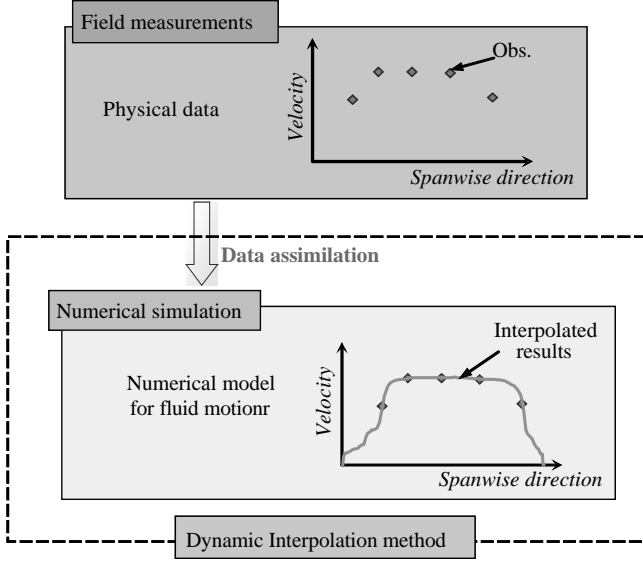 Field measurements
Physical data
Velocity
Obs.
Spanwise direction
Data assimilation
Numerical simulation
Numerical model
for fluid motionr
Velocity
Interpolated
results
Spanwise direction
Dynamic Interpolation method